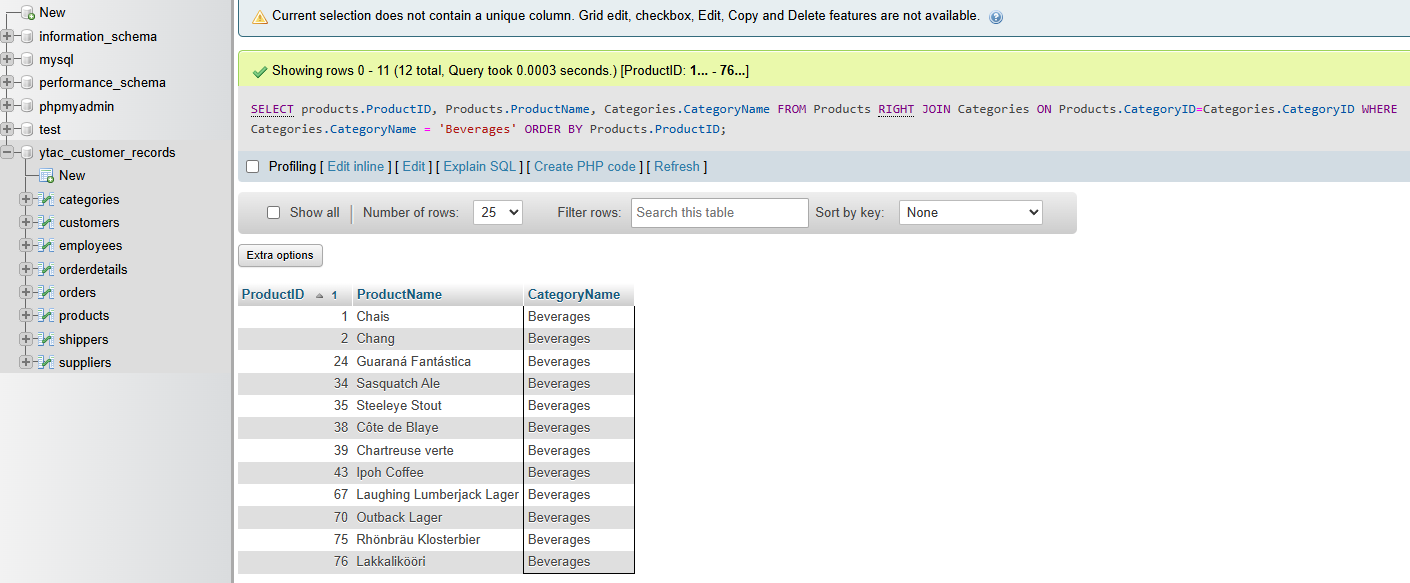 New
information_schema
mysql
performance_schema
phpmyadmin
test
ytac_customer_records
New
categories
customers
employees
orderdetails
orders
products
shippers
suppliers
Current selection does not contain a unique column. Grid edit, checkbox, Edit, Copy and Delete features are not available.
Showing rows 0 - 11 (12 total, Query took 0.0003 seconds.) [ProductID: 1... - 76...]
SELECT products.ProductID, Products.ProductName, Categories.CategoryName FROM Products RIGHT JOIN Categories ON Products.CategoryID=Categories.CategoryID WHERE
Categories.CategoryName = 'Beverages' ORDER BY Products.ProductID;
Profiling [ Edit inline ] [ Edit ] [ Explain SQL ] [ Create PHP code ] [ Refresh ]
Show all | Number of rows: 25 Filter rows: Search this table Sort by key: None
Extra options
ProductID 1 ProductName CategoryName
1 Chais Beverages
2 Chang Beverages
24 Guaraná Fantástica Beverages
34 Sasquatch Ale Beverages
35 Steeleye Stout Beverages
38 Côte de Blaye Beverages
39 Chartreuse verte Beverages
43 Ipoh Coffee Beverages
67 Laughing Lumberjack Lager Beverages
70 Outback Lager Beverages
75 Rhönbräu Klosterbier Beverages
76 Lakkalikööri Beverages